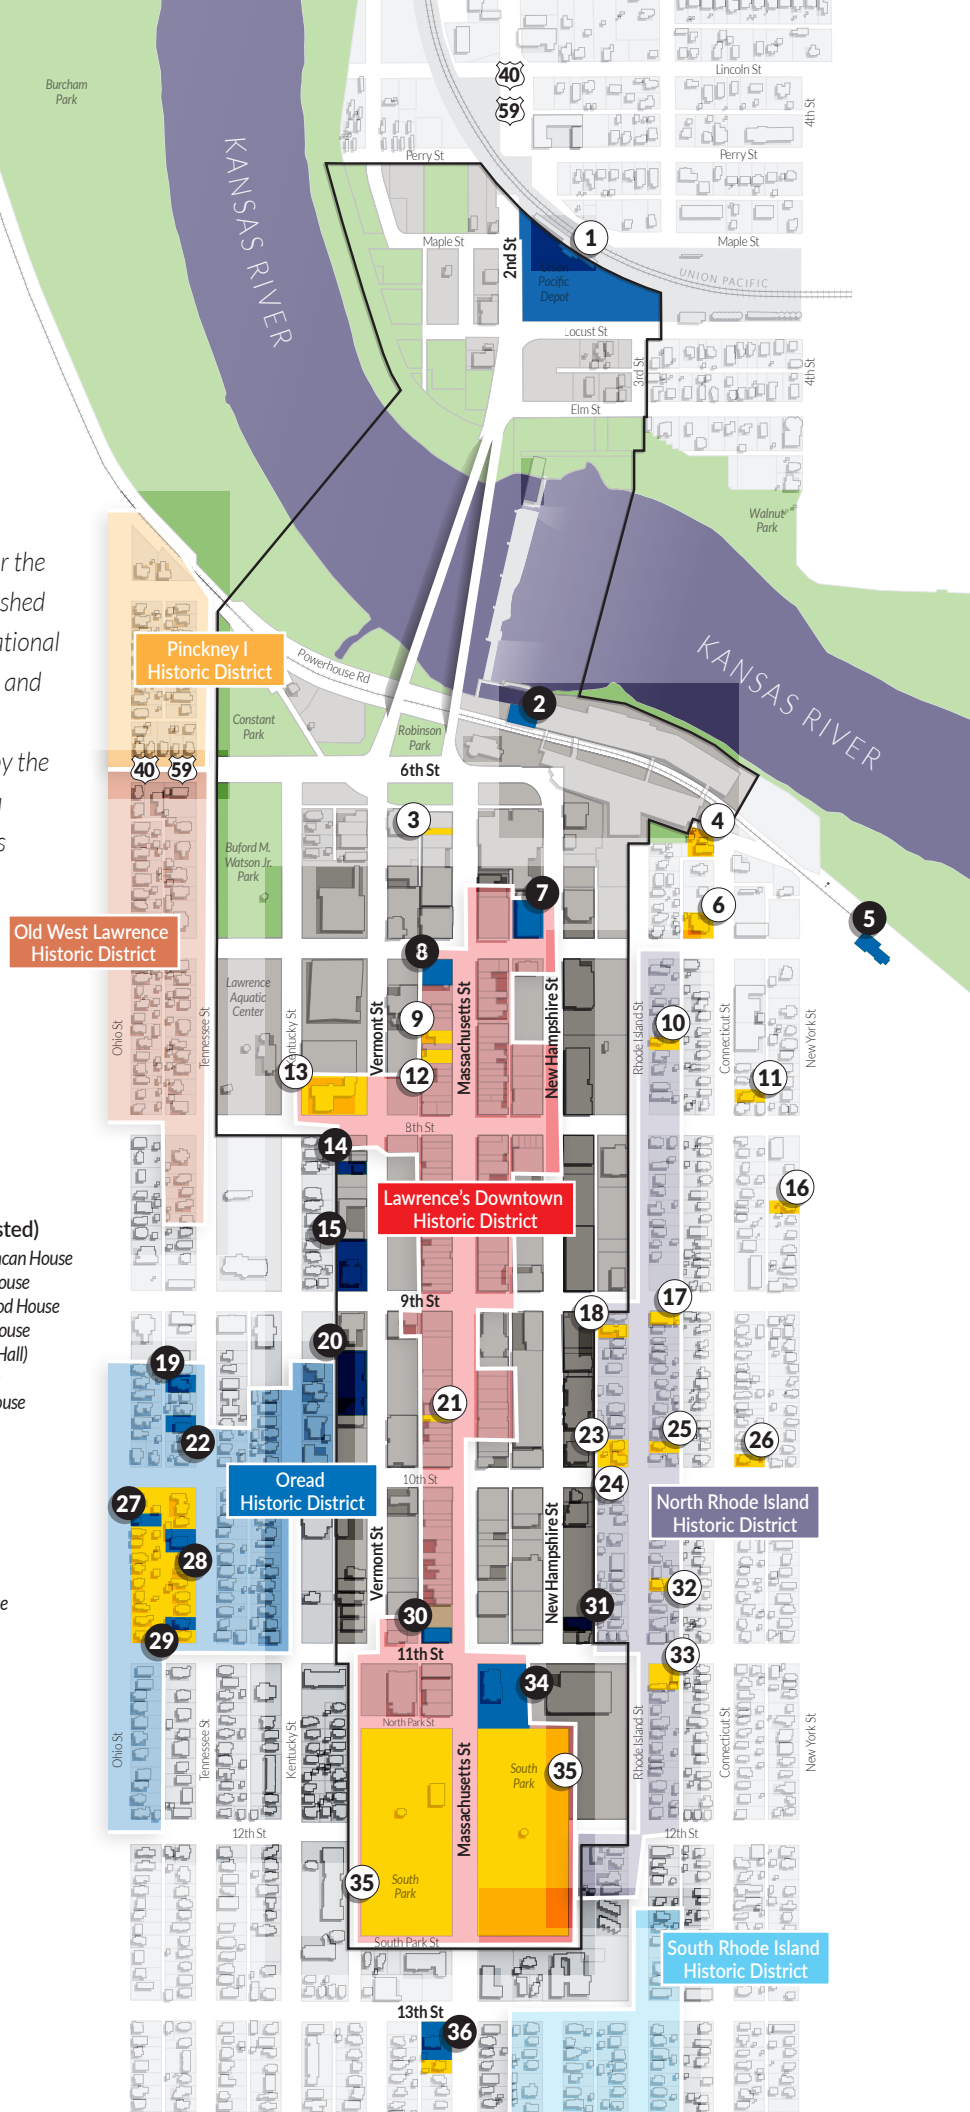 Burcham
Park
KANSAS RIVER
40
59
Lincoln St
4th St
Perry St
Perry St
Maple St
2nd St
1
Maple St
UNION PACIFIC
Union
Pacific
Depot
Locust St
3rd St
4th St
Elm St
Walnut
Park
r the
shed
ational
and
by the
s
Pinckney I
Historic District
Powerhouse Rd
KANSAS RIVER
2
Constant
Park
Robinson
Park
40
59
6th St
3
4
Buford M.
Watson Jr.
Park
7
6
5
Old West Lawrence
Historic District
8
Lawrence
Aquatic
Center
Ohio St
Tennessee St
Kentucky St
Vermont St
9
Massachusetts St
New Hampshire St
Rhode Island St
10
Connecticut St
New York St
13
12
11
8th St
14
Lawrence's Downtown
Historic District
16
15
sted)
ncan House
ouse
od House
ouse
Hall)
ouse
e
9th St
18
17
20
19
21
22
23
25
26
Oread
Historic District
10th St
24
27
North Rhode Island
Historic District
28
Vermont St
New Hampshire St
29
30
31
32
11th St
33
34
Ohio St
Tennessee St
Kentucky St
North Park St
Massachusetts St
South
Park
35
Rhode Island St
Connecticut St
New York St
12th St
12th St
35
South
Park
South Park St
South Rhode Island
Historic District
13th St
36